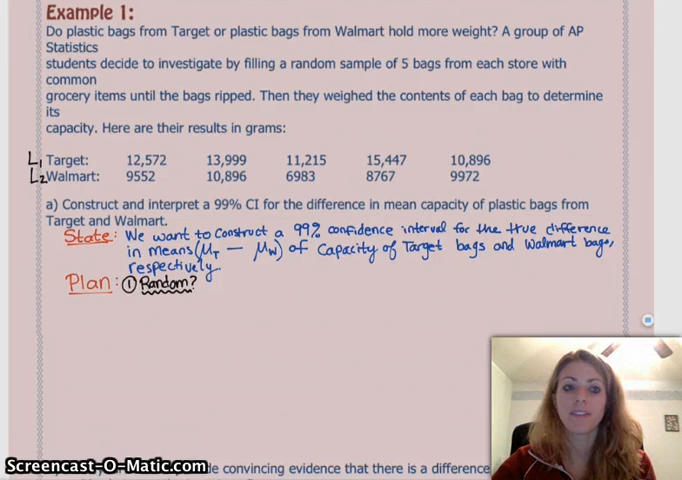 Example 1:
Do plastic bags from Target or plastic bags from Walmart hold more weight? A group of AP
Statistics
students decide to investigate by filling a random sample of 5 bags from each store with
common
grocery items until the bags ripped. Then they weighed the contents of each bag to determine
its
capacity. Here are their results in grams:
L1 Target: 12,572 13,999 11,215 15,447 10,896
L2 Walmart: 9552 10,896 6983 8767 9972
a) Construct and interpret a 99% CI for the difference in mean capacity of plastic bags from
Target and Walmart.
State: We want to construct a 99% confidence interval for the true difference
in means (μT - μW) of capacity of Target bags and Walmart bags,
respectively.
Plan: ① Random?
convincing evidence that there is a difference
Screencast-O-Matic.com